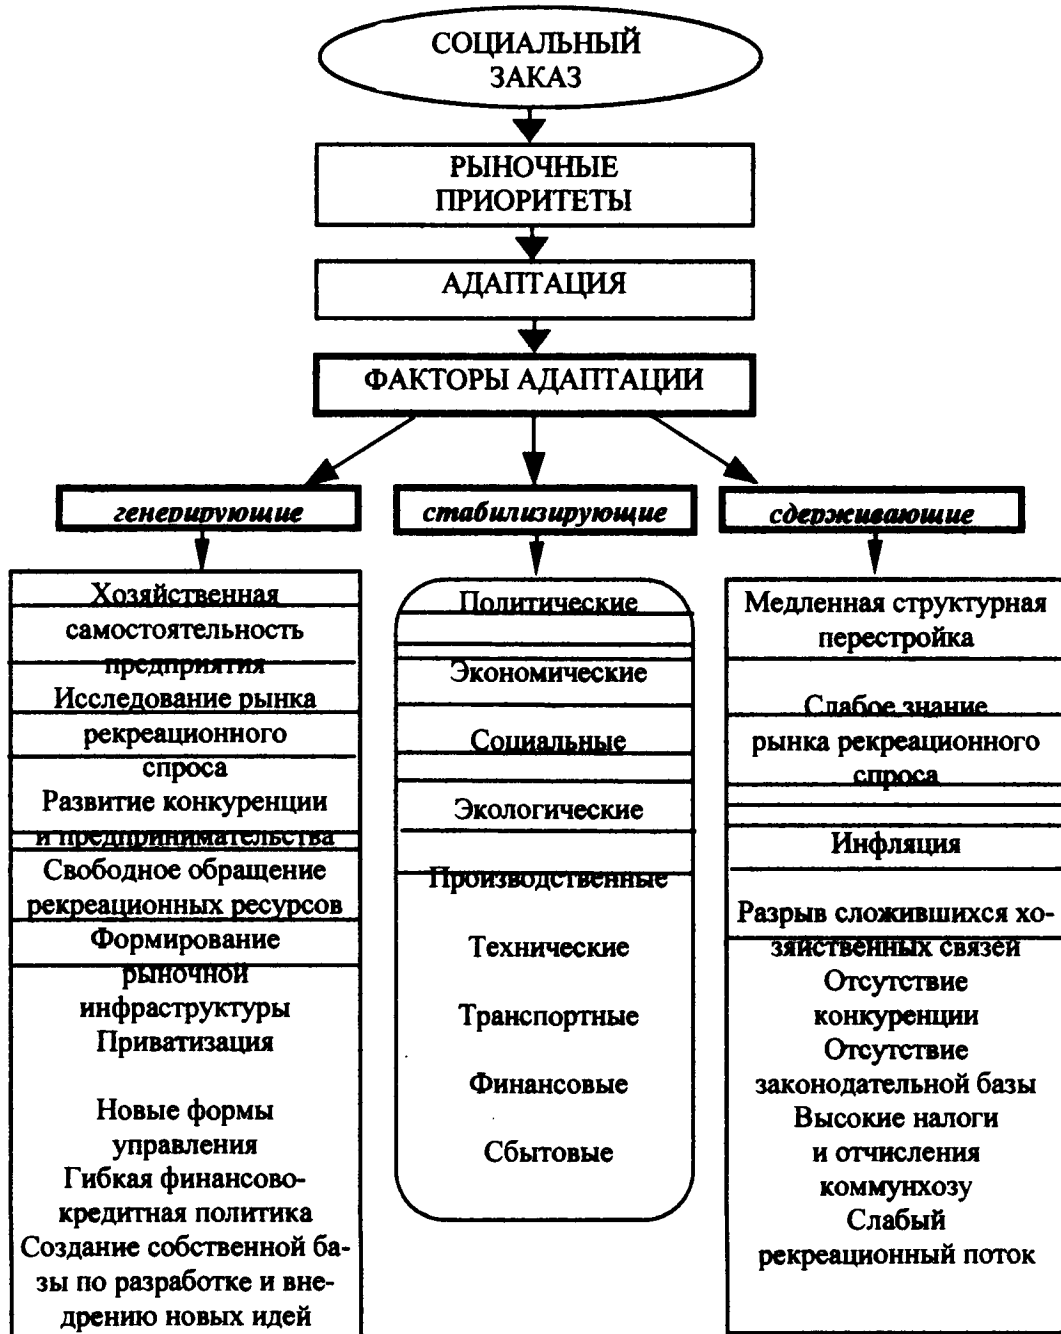 СОЦИАЛЬНЫЙ
ЗАКАЗ
РЫНОЧНЫЕ
ПРИОРИТЕТЫ
АДАПТАЦИЯ
ФАКТОРЫ АДАПТАЦИИ
генерирующие
стабилизирующие
сдерживающие
Хозяйственная
самостоятельность
предприятия
Исследование рынка
рекреационного
спроса
Развитие конкуренции
и предпринимательства
Свободное обращение
рекреационных ресурсов
Формирование
рыночной
инфраструктуры
Приватизация
Новые формы
управления
Гибкая финансово-
кредитная политика
Создание собственной ба-
зы по разработке и вне-
дрению новых идей
Политические
Экономические
Социальные
Экологические
Производственные
Технические
Транспортные
Финансовые
Сбытовые
Медленная структурная
перестройка
Слабое знание
рынка рекреационного
спроса
Инфляция
Разрыв сложившихся хо-
зяйственных связей
Отсутствие
конкуренции
Отсутствие
законодательной базы
Высокие налоги
и отчисления
коммунхозу
Слабый
рекреационный поток